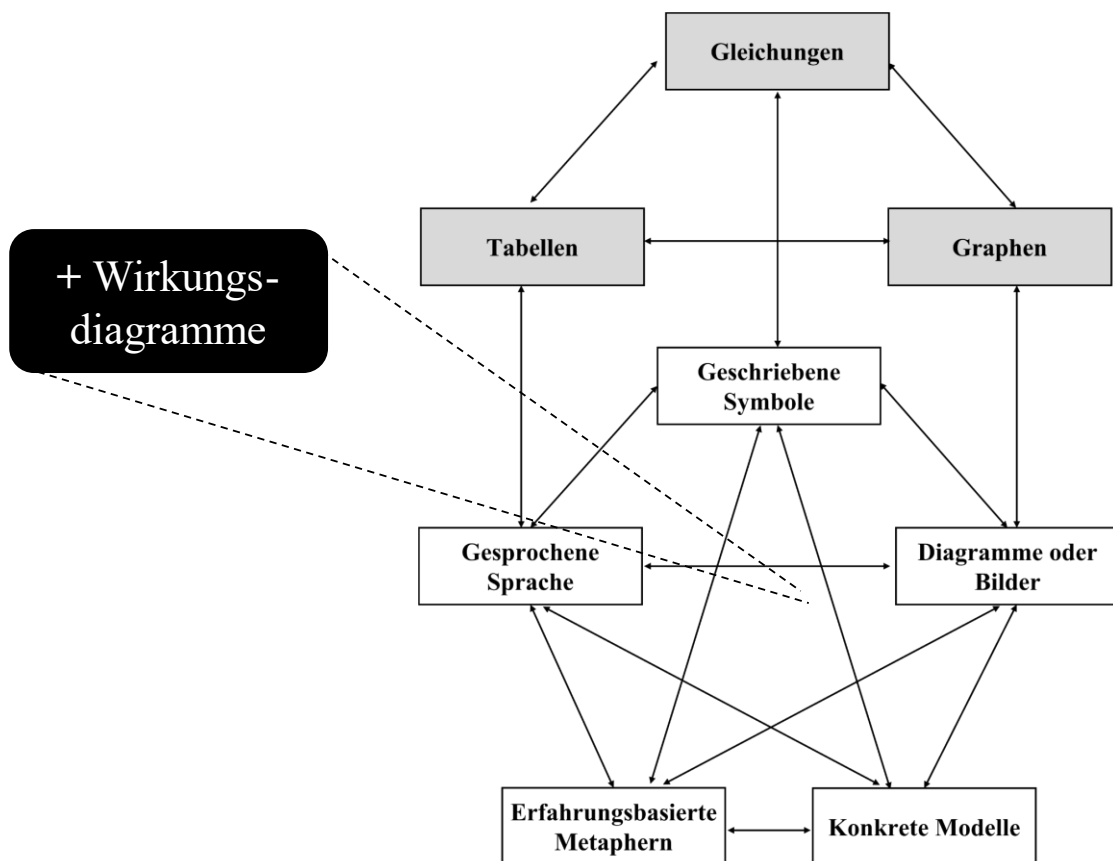 Gleichungen
Tabellen
Graphen
+ Wirkungs-
diagramme
Geschriebene
Symbole
Gesprochene
Sprache
Diagramme oder
Bilder
Erfahrungsbasierte
Metaphern
Konkrete Modelle